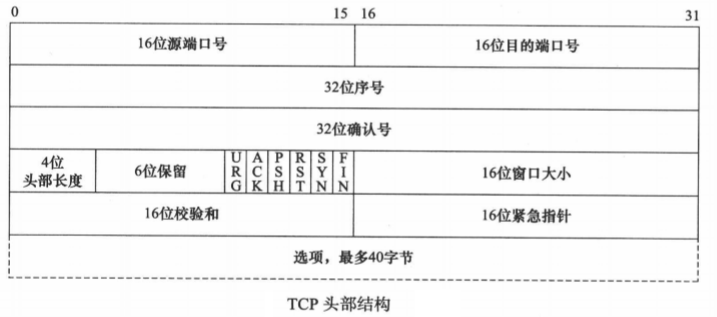 0 15 16 31
16位源端口号 16位目的端口号
32位序号
32位确认号
4位头部长度 6位保留 URG ACK PSH RST SYN FIN 16位窗口大小
16位校验和 16位紧急指针
选项，最多40字节
TCP 头部结构